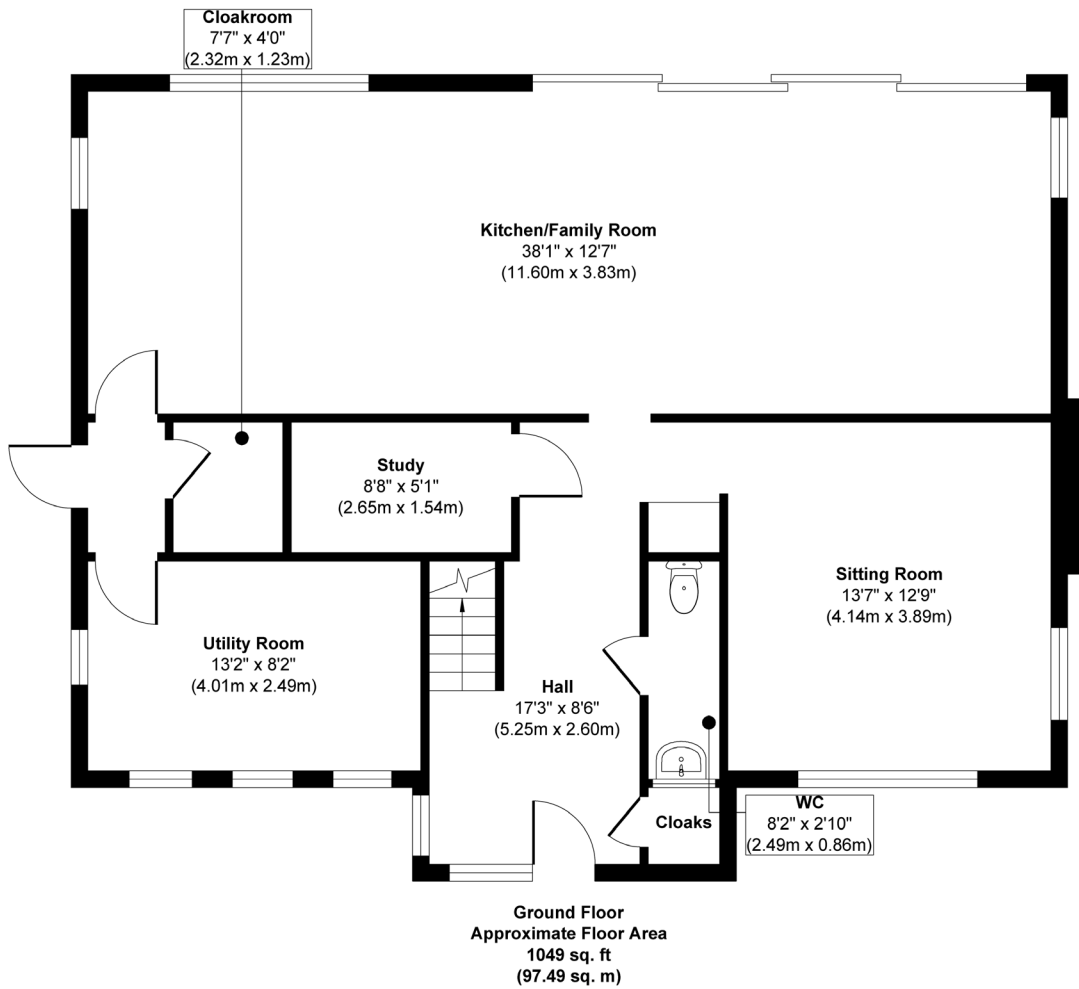 Cloakroom
7'7" x 4'0"
(2.32m x 1.23m)
Kitchen/Family Room
38'1" x 12'7"
(11.60m x 3.83m)
Study
8'8" x 5'1"
(2.65m x 1.54m)
Sitting Room
13'7" x 12'9"
(4.14m x 3.89m)
Utility Room
13'2" x 8'2"
(4.01m x 2.49m)
Hall
17'3" x 8'6"
(5.25m x 2.60m)
Cloaks
WC
8'2" x 2'10"
(2.49m x 0.86m)
Ground Floor
Approximate Floor Area
1049 sq. ft
(97.49 sq. m)